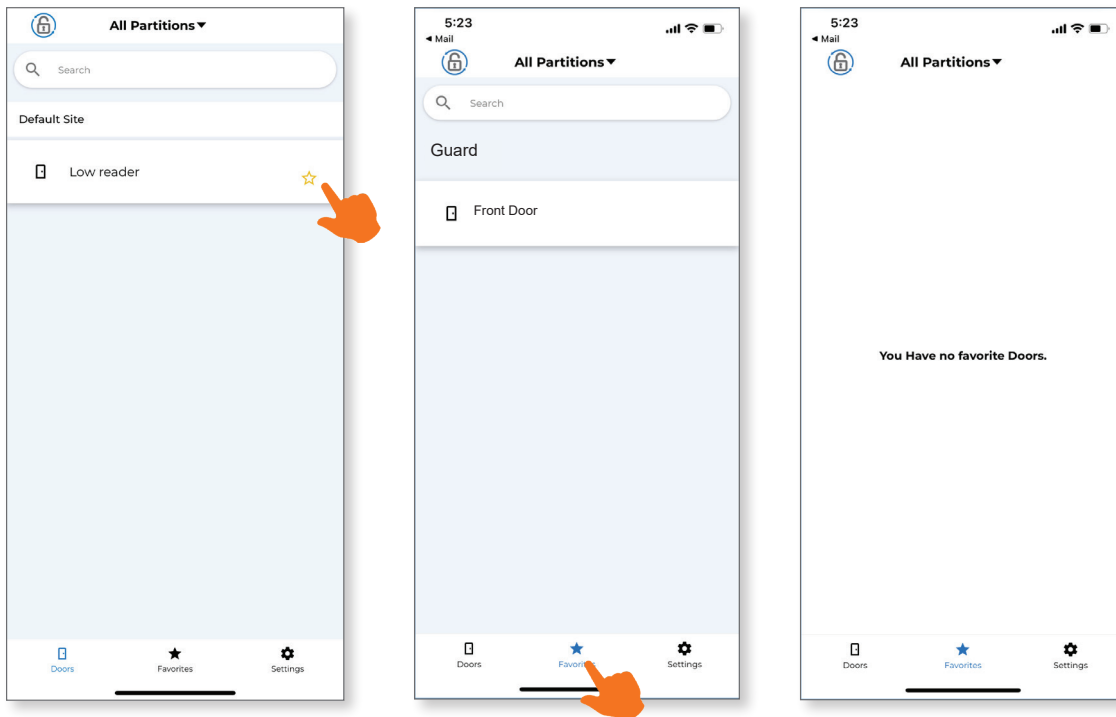 All Partitions▼
Search
Default Site
Low reader
Doors Favorites Settings
5:23
◄ Mail
All Partitions▼
Search
Guard
Front Door
Doors Favorites Settings
5:23
◄ Mail
All Partitions▼
You Have no favorite Doors.
Doors Favorites Settings